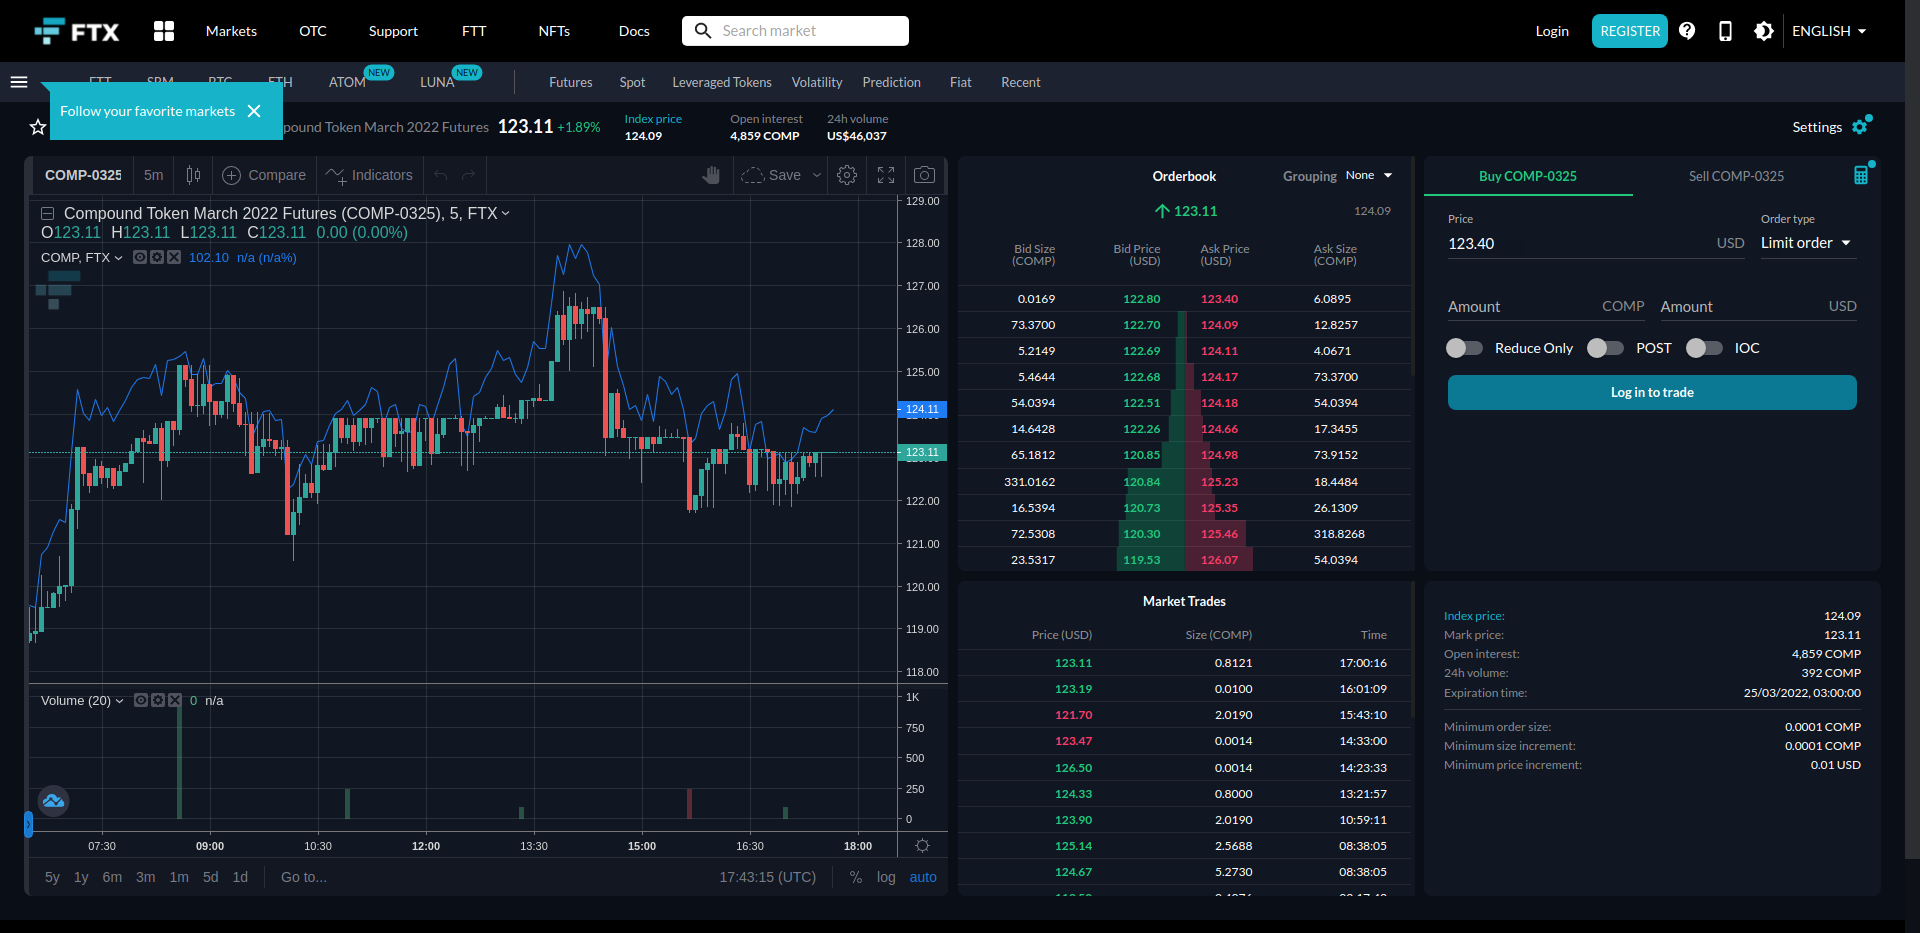 FTX Markets OTC Support FTT NFTs Docs Search market Login REGISTER ENGLISH
FTT SRM BTC ETH ATOM NEW LUNA NEW Futures Spot Leveraged Tokens Volatility Prediction Fiat Recent
Follow your favorite markets
pound Token March 2022 Futures 123.11 +1.89%
Index price
124.09
Open interest
4,859 COMP
24h volume
US$46,037
Settings
COMP-0325 5m Compare Indicators Save
Compound Token March 2022 Futures (COMP-0325), 5, FTX
O123.11 H123.11 L123.11 C123.11 0.00 (0.00%)
COMP, FTX 102.10 n/a (n/a%)
129.00
128.00
127.00
126.00
125.00
124.11
123.11
122.00
121.00
120.00
119.00
118.00
Volume (20) 0 n/a
1K
750
500
250
0
07:30 09:00 10:30 12:00 13:30 15:00 16:30 18:00
5y 1y 6m 3m 1m 5d 1d Go to... 17:43:15 (UTC) % log auto
Orderbook Grouping None
123.11 124.09
Bid Size (COMP) Bid Price (USD) Ask Price (USD) Ask Size (COMP)
0.0169 122.80 123.40 6.0895
73.3700 122.70 124.09 12.8257
5.2149 122.69 124.11 4.0671
5.4644 122.68 124.17 73.3700
54.0394 122.51 124.18 54.0394
14.6428 122.26 124.66 17.3455
65.1812 120.85 124.98 73.9152
331.0162 120.84 125.23 18.4484
16.5394 120.73 125.35 26.1309
72.5308 120.30 125.46 318.8268
23.5317 119.53 126.07 54.0394
Market Trades
Price (USD) Size (COMP) Time
123.11 0.8121 17:00:16
123.19 0.0100 16:01:09
121.70 2.0190 15:43:10
123.47 0.0014 14:33:00
126.50 0.0014 14:23:33
124.33 0.8000 13:21:57
123.90 2.0190 10:59:11
125.14 2.5688 08:38:05
124.67 5.2730 08:38:05
Buy COMP-0325 Sell COMP-0325
Price Order type
123.40 USD Limit order
Amount COMP Amount USD
Reduce Only POST IOC
Log in to trade
Index price: 124.09
Mark price: 123.11
Open interest: 4,859 COMP
24h volume: 392 COMP
Expiration time: 25/03/2022, 03:00:00
Minimum order size: 0.0001 COMP
Minimum size increment: 0.0001 COMP
Minimum price increment: 0.01 USD